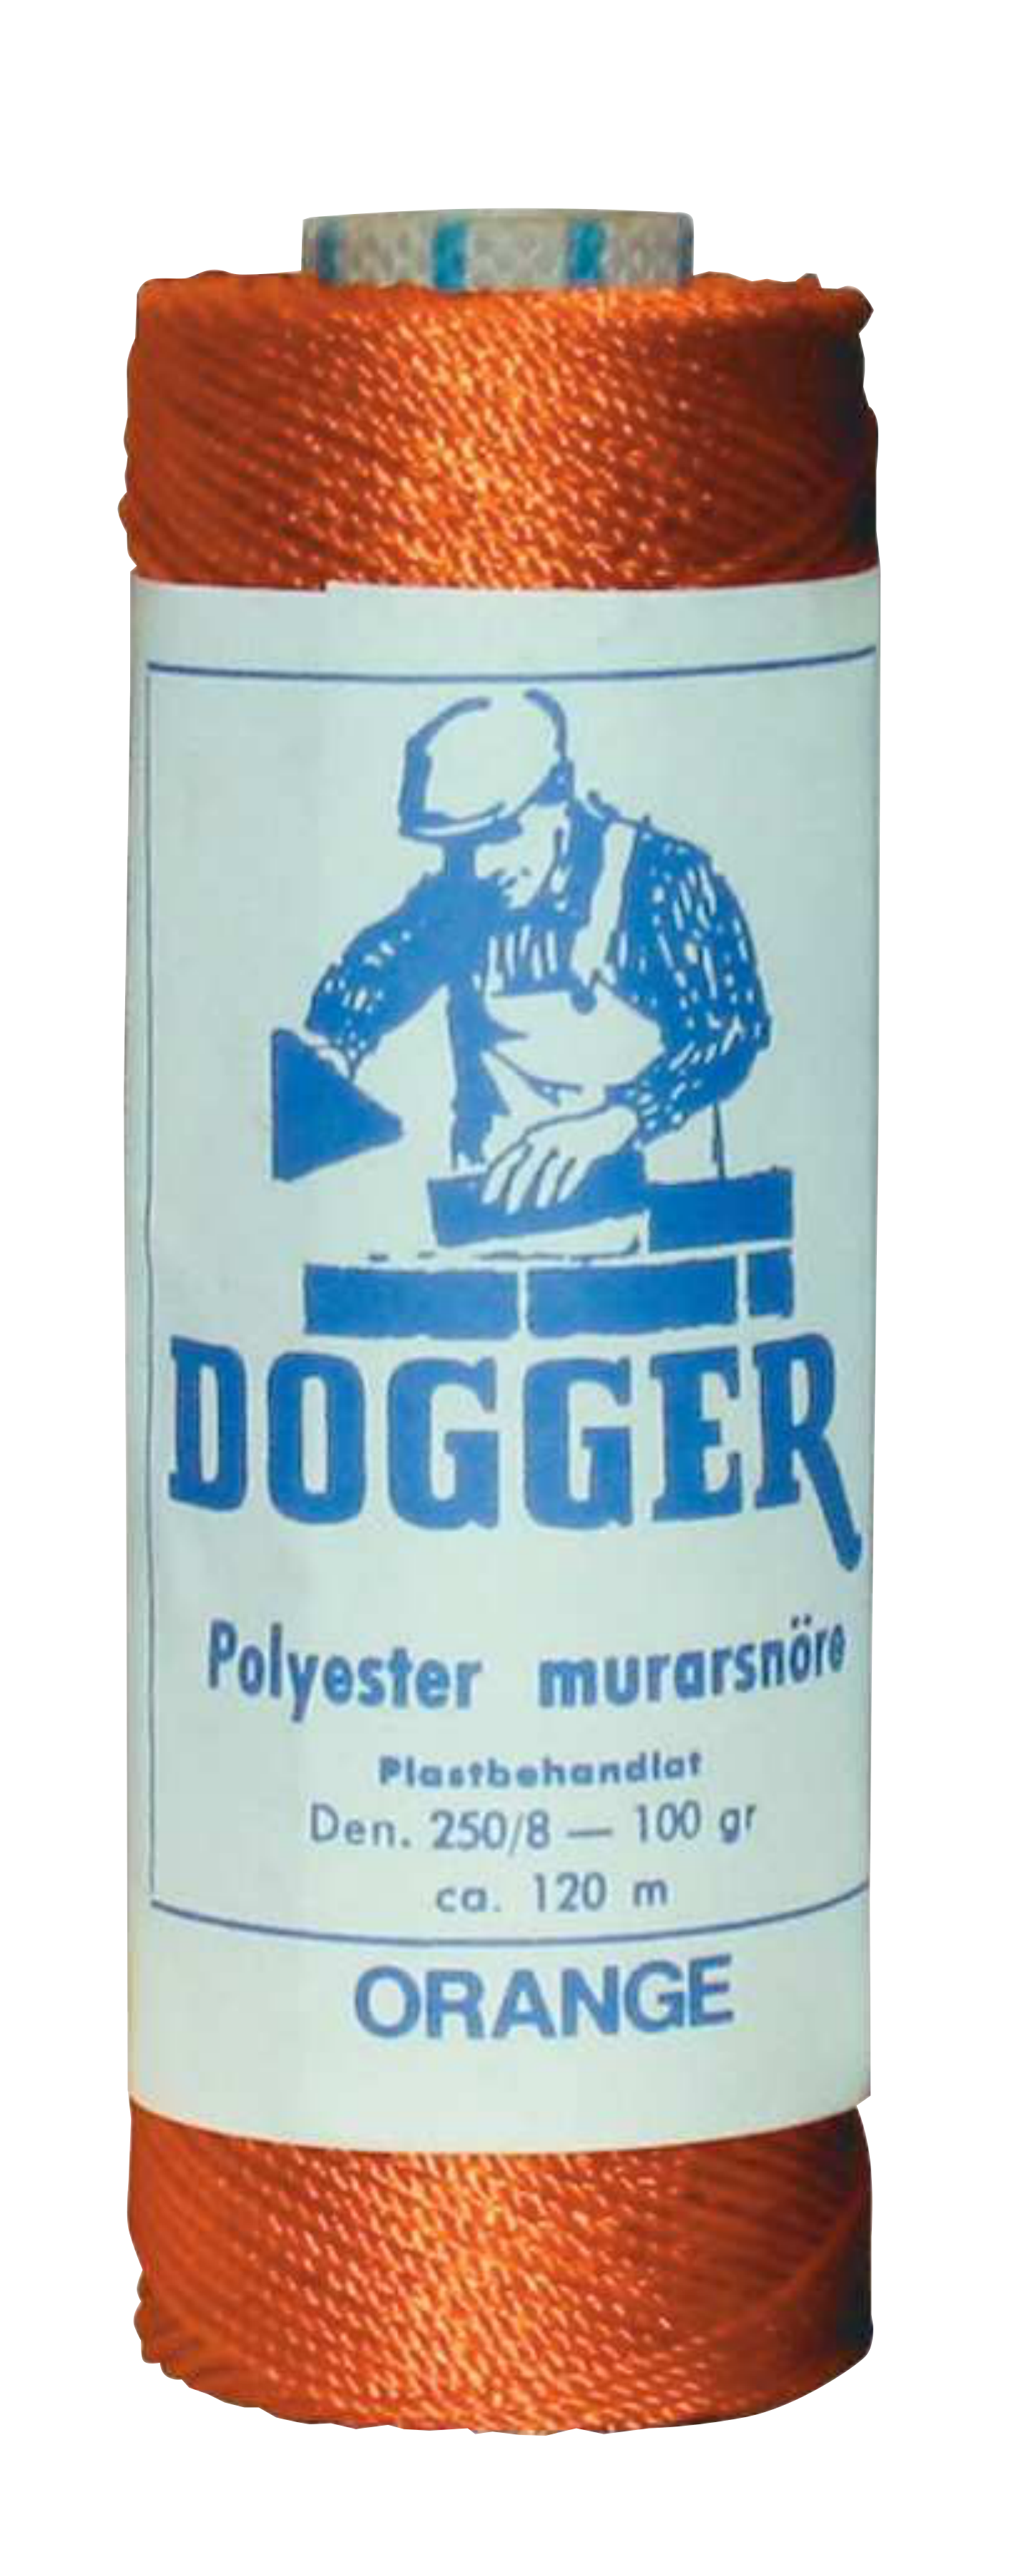 DOGGER
Polyester murarsnöre
Plastbehandlat
Den. 250/8 — 100 gr
ca. 120 m
ORANGE